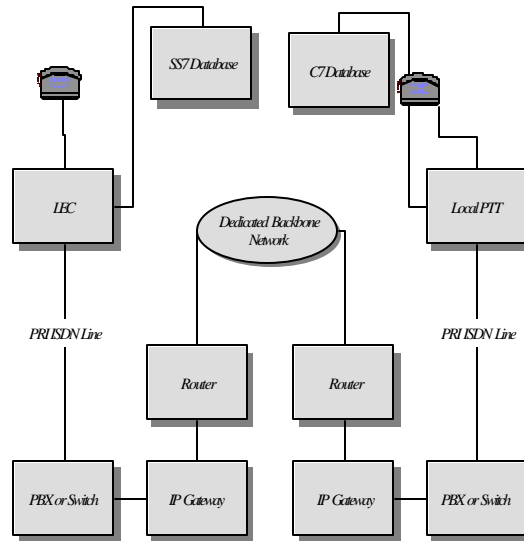 SS7 Database
C7 Database
LEC
Local PTT
Dedicated Backbone
Network
PRI ISDN Line
PRI ISDN Line
Router
Router
PBX or Switch
IP Gateway
IP Gateway
PBX or Switch